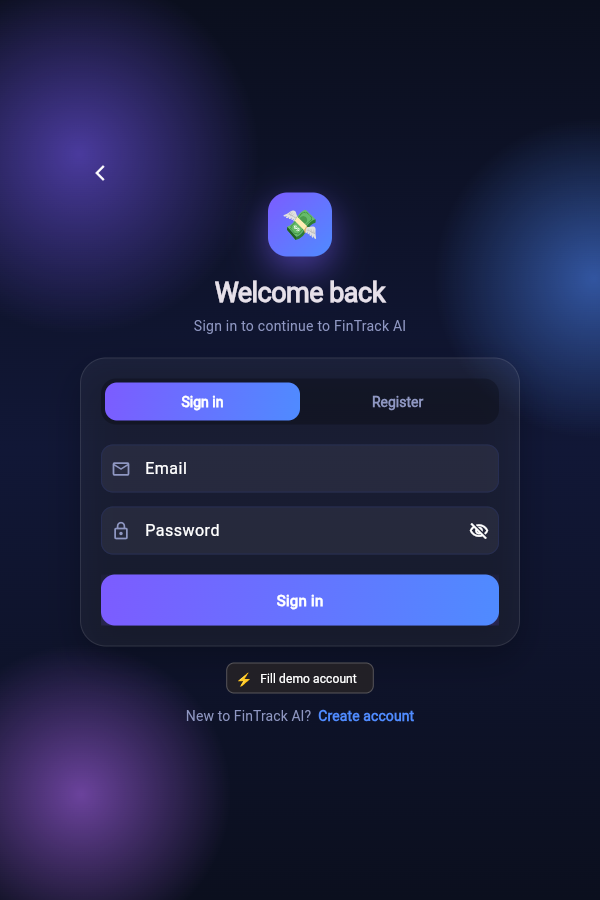 Welcome back
Sign in to continue to FinTrack AI
Sign in Register
Email
Password
Sign in
⚡ Fill demo account
New to FinTrack AI? Create account